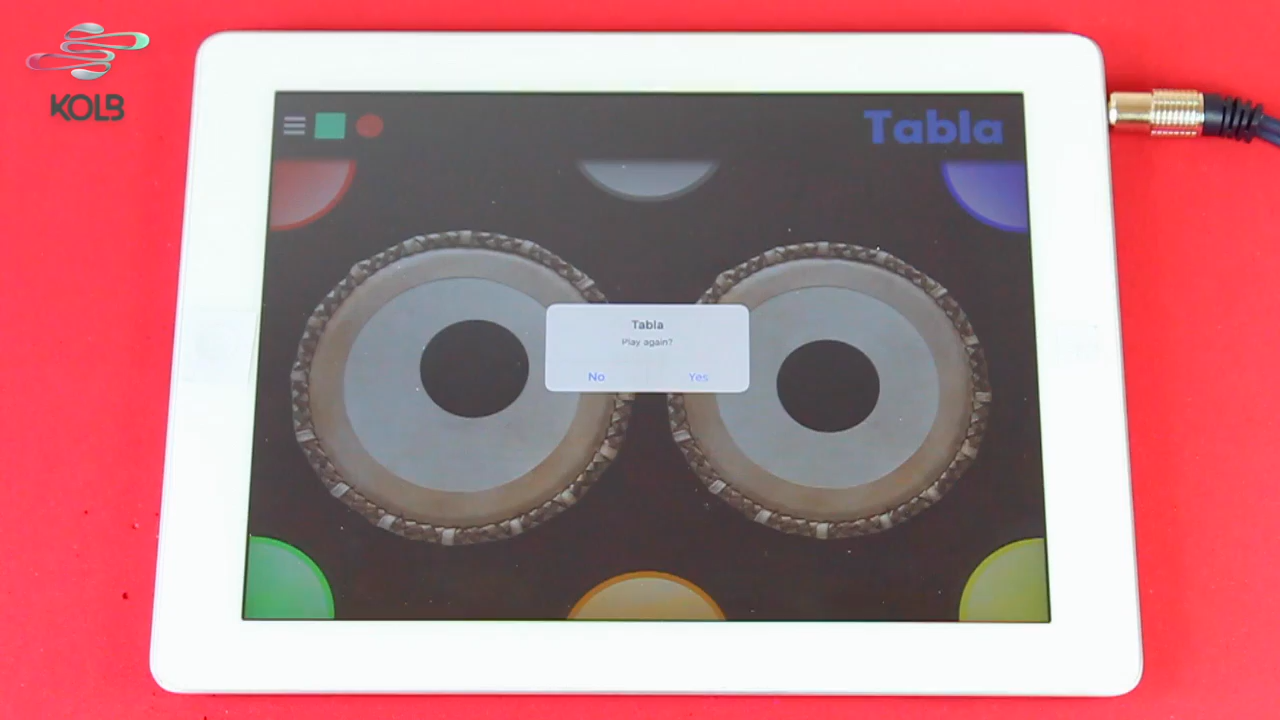 KOLB
Tabla
Tabla
Play again?
No Yes